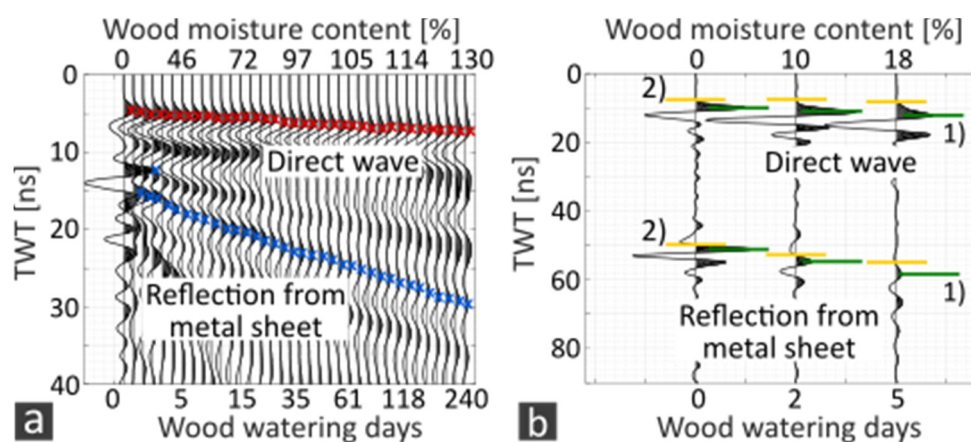 Wood moisture content [%]
0 46 72 97 105 114 130
0
10
20
30
40
TWT [ns]
Direct wave
Reflection from
metal sheet
0 5 15 35 61 118 240
Wood watering days
a
Wood moisture content [%]
0 10 18
0
20
40
60
80
TWT [ns]
2)
1)
Direct wave
2)
1)
Reflection from
metal sheet
0 2 5
Wood watering days
b